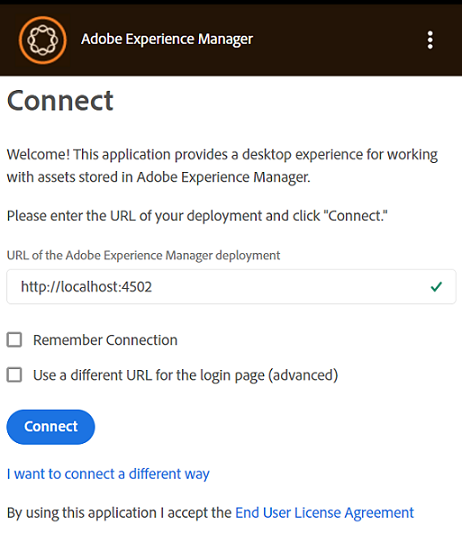 Adobe Experience Manager
Connect
Welcome! This application provides a desktop experience for working
with assets stored in Adobe Experience Manager.
Please enter the URL of your deployment and click "Connect."
URL of the Adobe Experience Manager deployment
http://localhost:4502
Remember Connection
Use a different URL for the login page (advanced)
Connect
I want to connect a different way
By using this application I accept the End User License Agreement